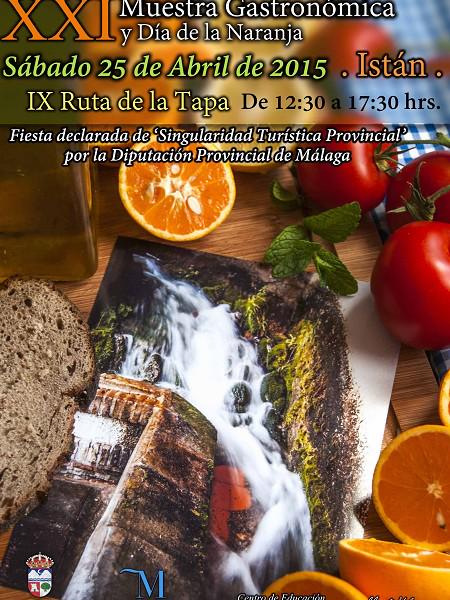 XXI Muestra Gastronómica
y Día de la Naranja
Sábado 25 de Abril de 2015 . Istán .
IX Ruta de la Tapa De 12:30 a 17:30 hrs.
Fiesta declarada de 'Singularidad Turística Provincial'
por la Diputación Provincial de Málaga
M
Centro de Educación